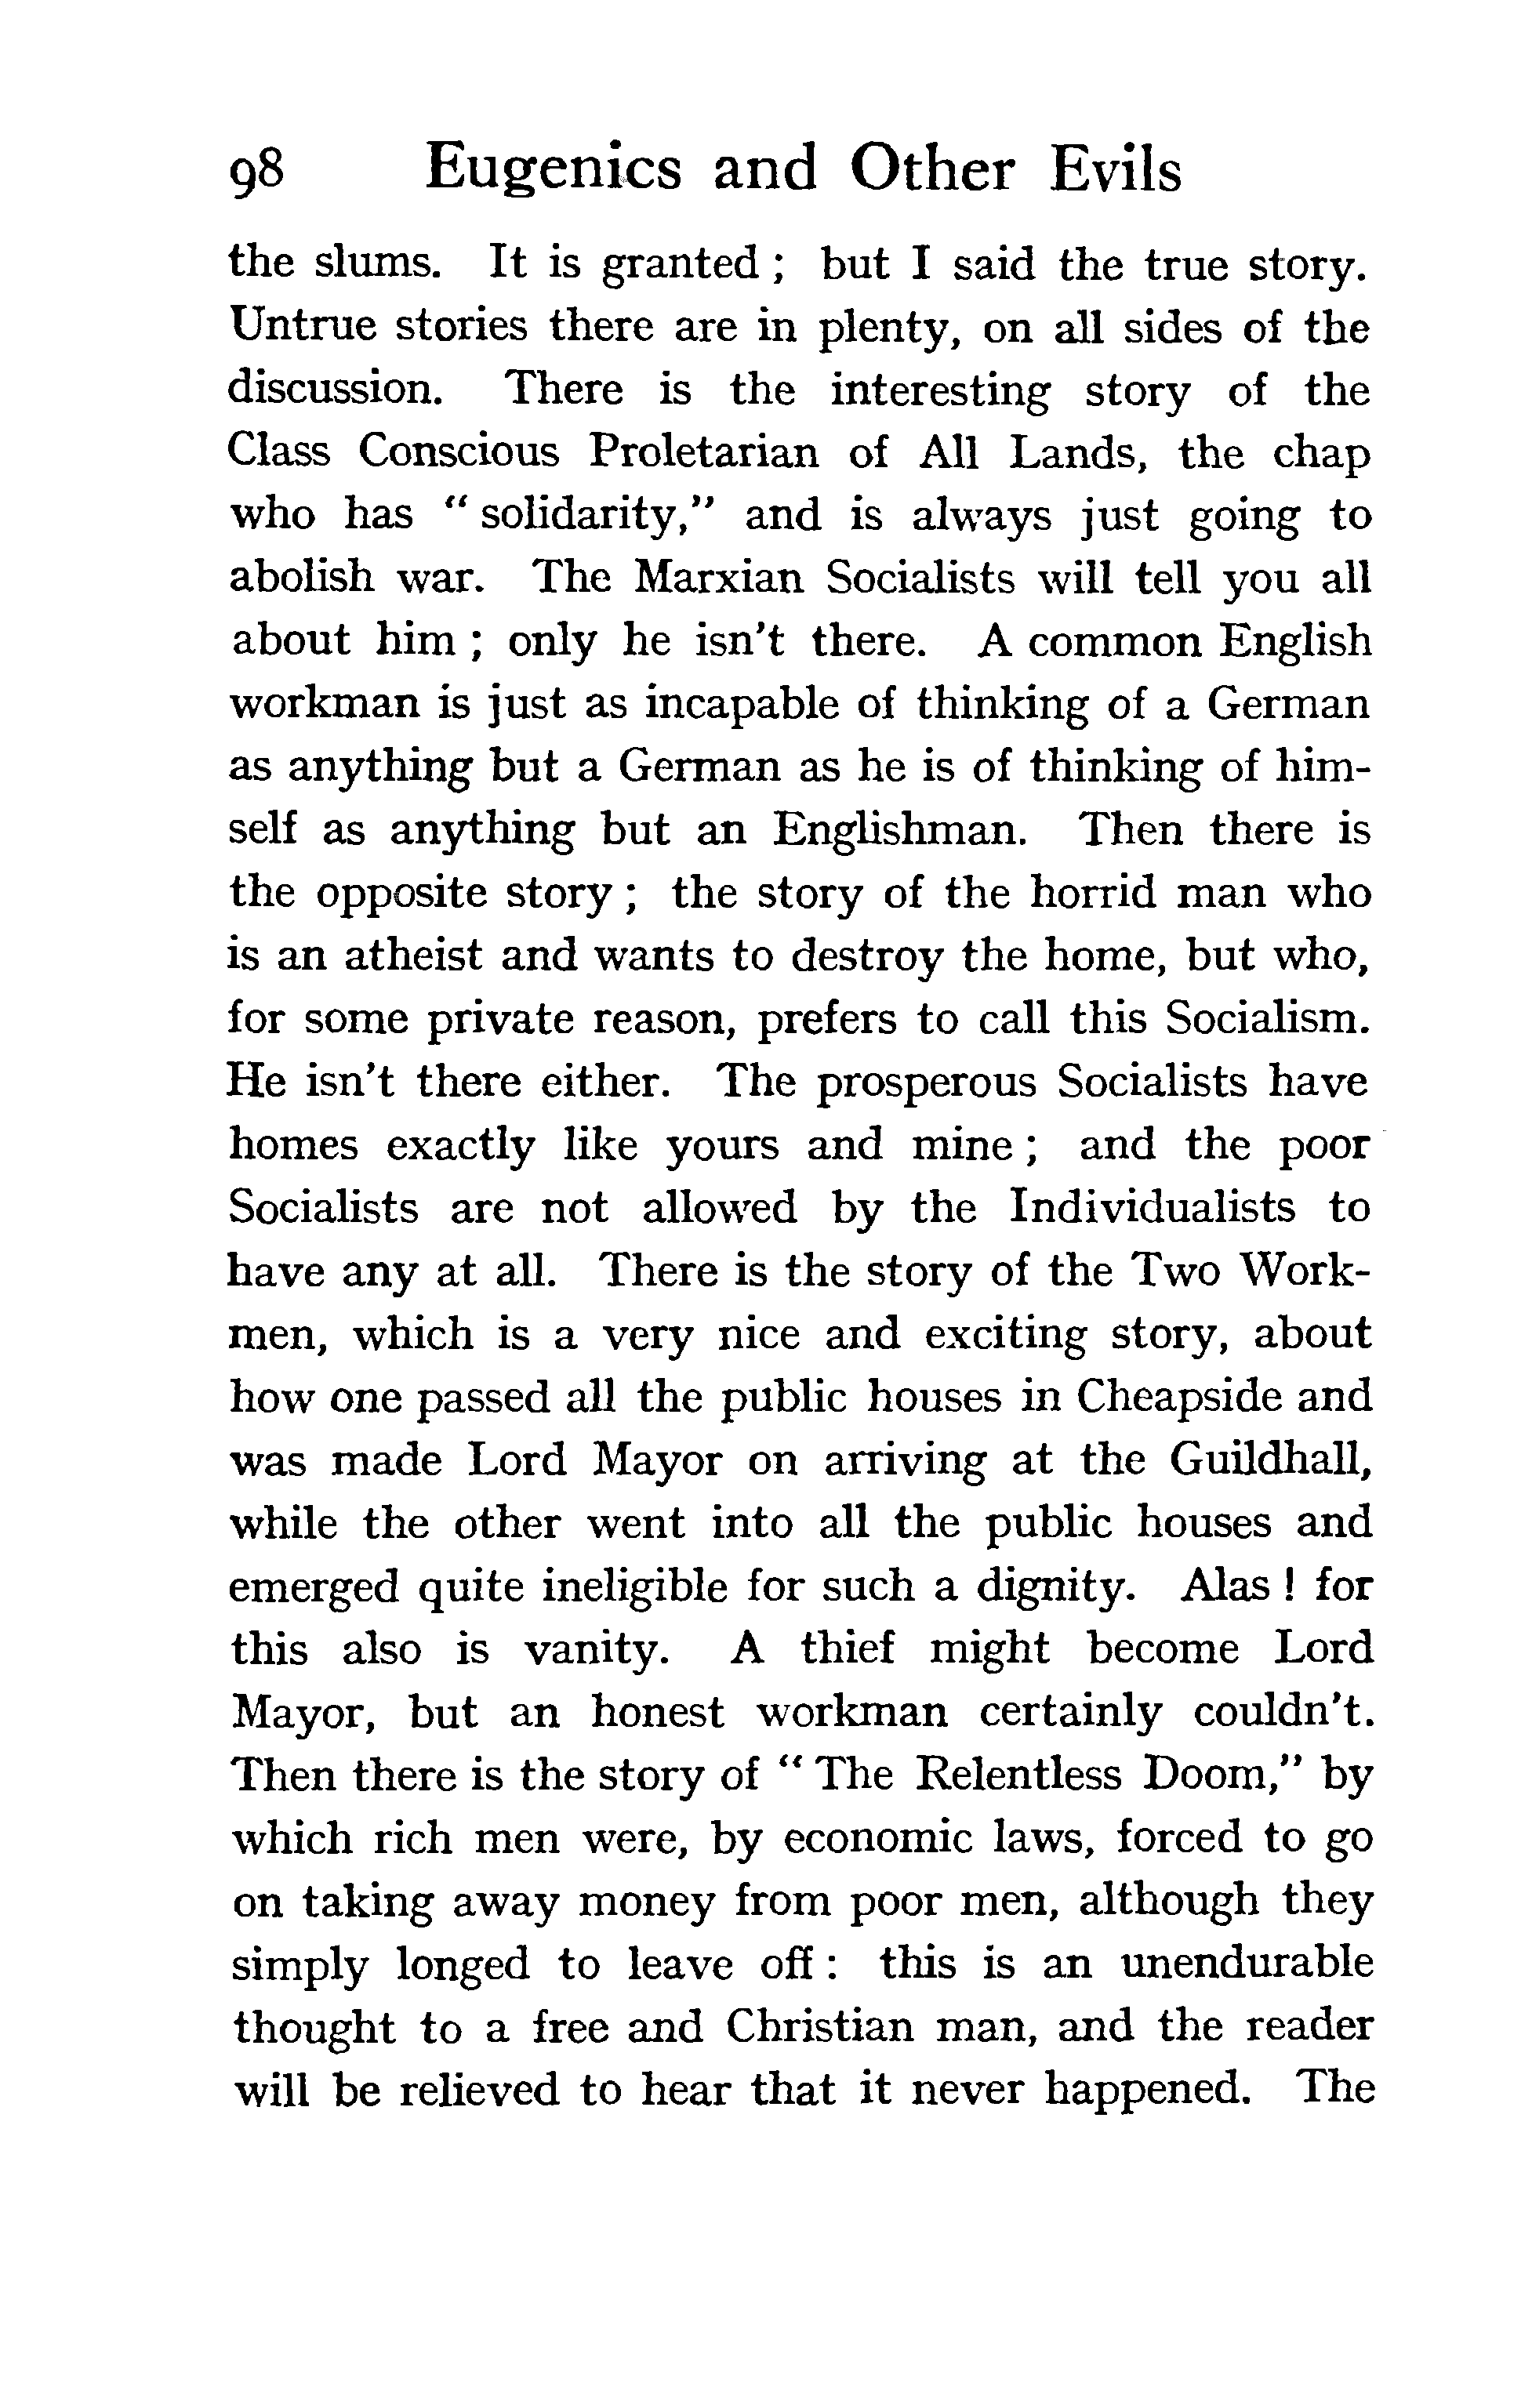 98 Eugenics and Other Evils
the slums. It is granted ; but I said the true story.
Untrue stories there are in plenty, on all sides of the
discussion. There is the interesting story of the
Class Conscious Proletarian of All Lands, the chap
who has “ solidarity,” and is always just going to
abolish war. The Marxian Socialists will tell you all
about him ; only he isn’t there. A common English
workman is just as incapable of thinking of a German
as anything but a German as he is of thinking of him-
self as anything but an Englishman. Then there is
the opposite story ; the story of the horrid man who
is an atheist and wants to destroy the home, but who,
for some private reason, prefers to call this Socialism.
He isn’t there either. The prosperous Socialists have
homes exactly like yours and mine ; and the poor
Socialists are not allowed by the Individualists to
have any at all. There is the story of the Two Work-
men, which is a very nice and exciting story, about
how one passed all the public houses in Cheapside and
was made Lord Mayor on arriving at the Guildhall,
while the other went into all the public houses and
emerged quite ineligible for such a dignity. Alas ! for
this also is vanity. A thief might become Lord
Mayor, but an honest workman certainly couldn’t.
Then there is the story of “ The Relentless Doom,” by
which rich men were, by economic laws, forced to go
on taking away money from poor men, although they
simply longed to leave off : this is an unendurable
thought to a free and Christian man, and the reader
will be relieved to hear that it never happened. The